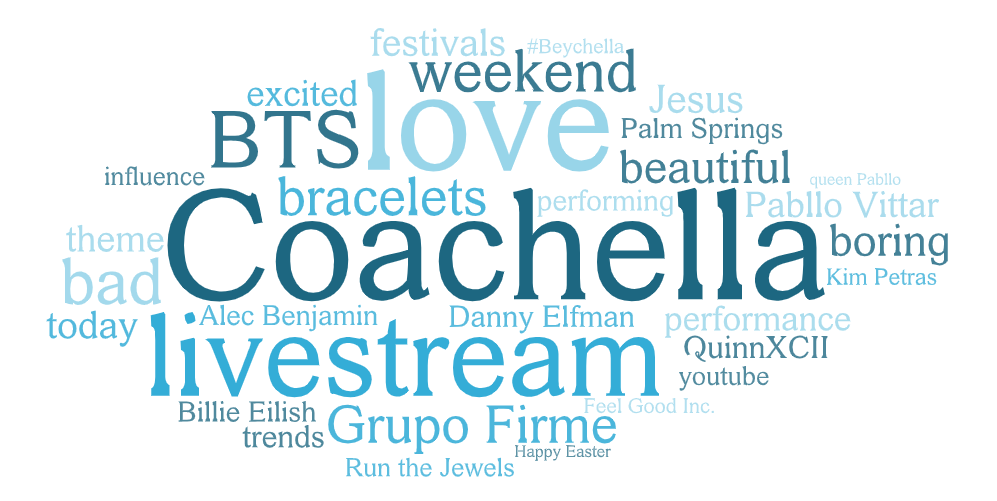 festivals
#Beychella
weekend
excited
love
Jesus
BTS
Palm Springs
beautiful
influence
bracelets
queen Pabllo
performing
Pabllo Vittar
Coachella
theme
boring
bad
Kim Petras
today
Alec Benjamin
Danny Elfman
performance
livestream
QuinnXCII
youtube
Billie Eilish
Feel Good Inc.
trends
Grupo Firme
Happy Easter
Run the Jewels